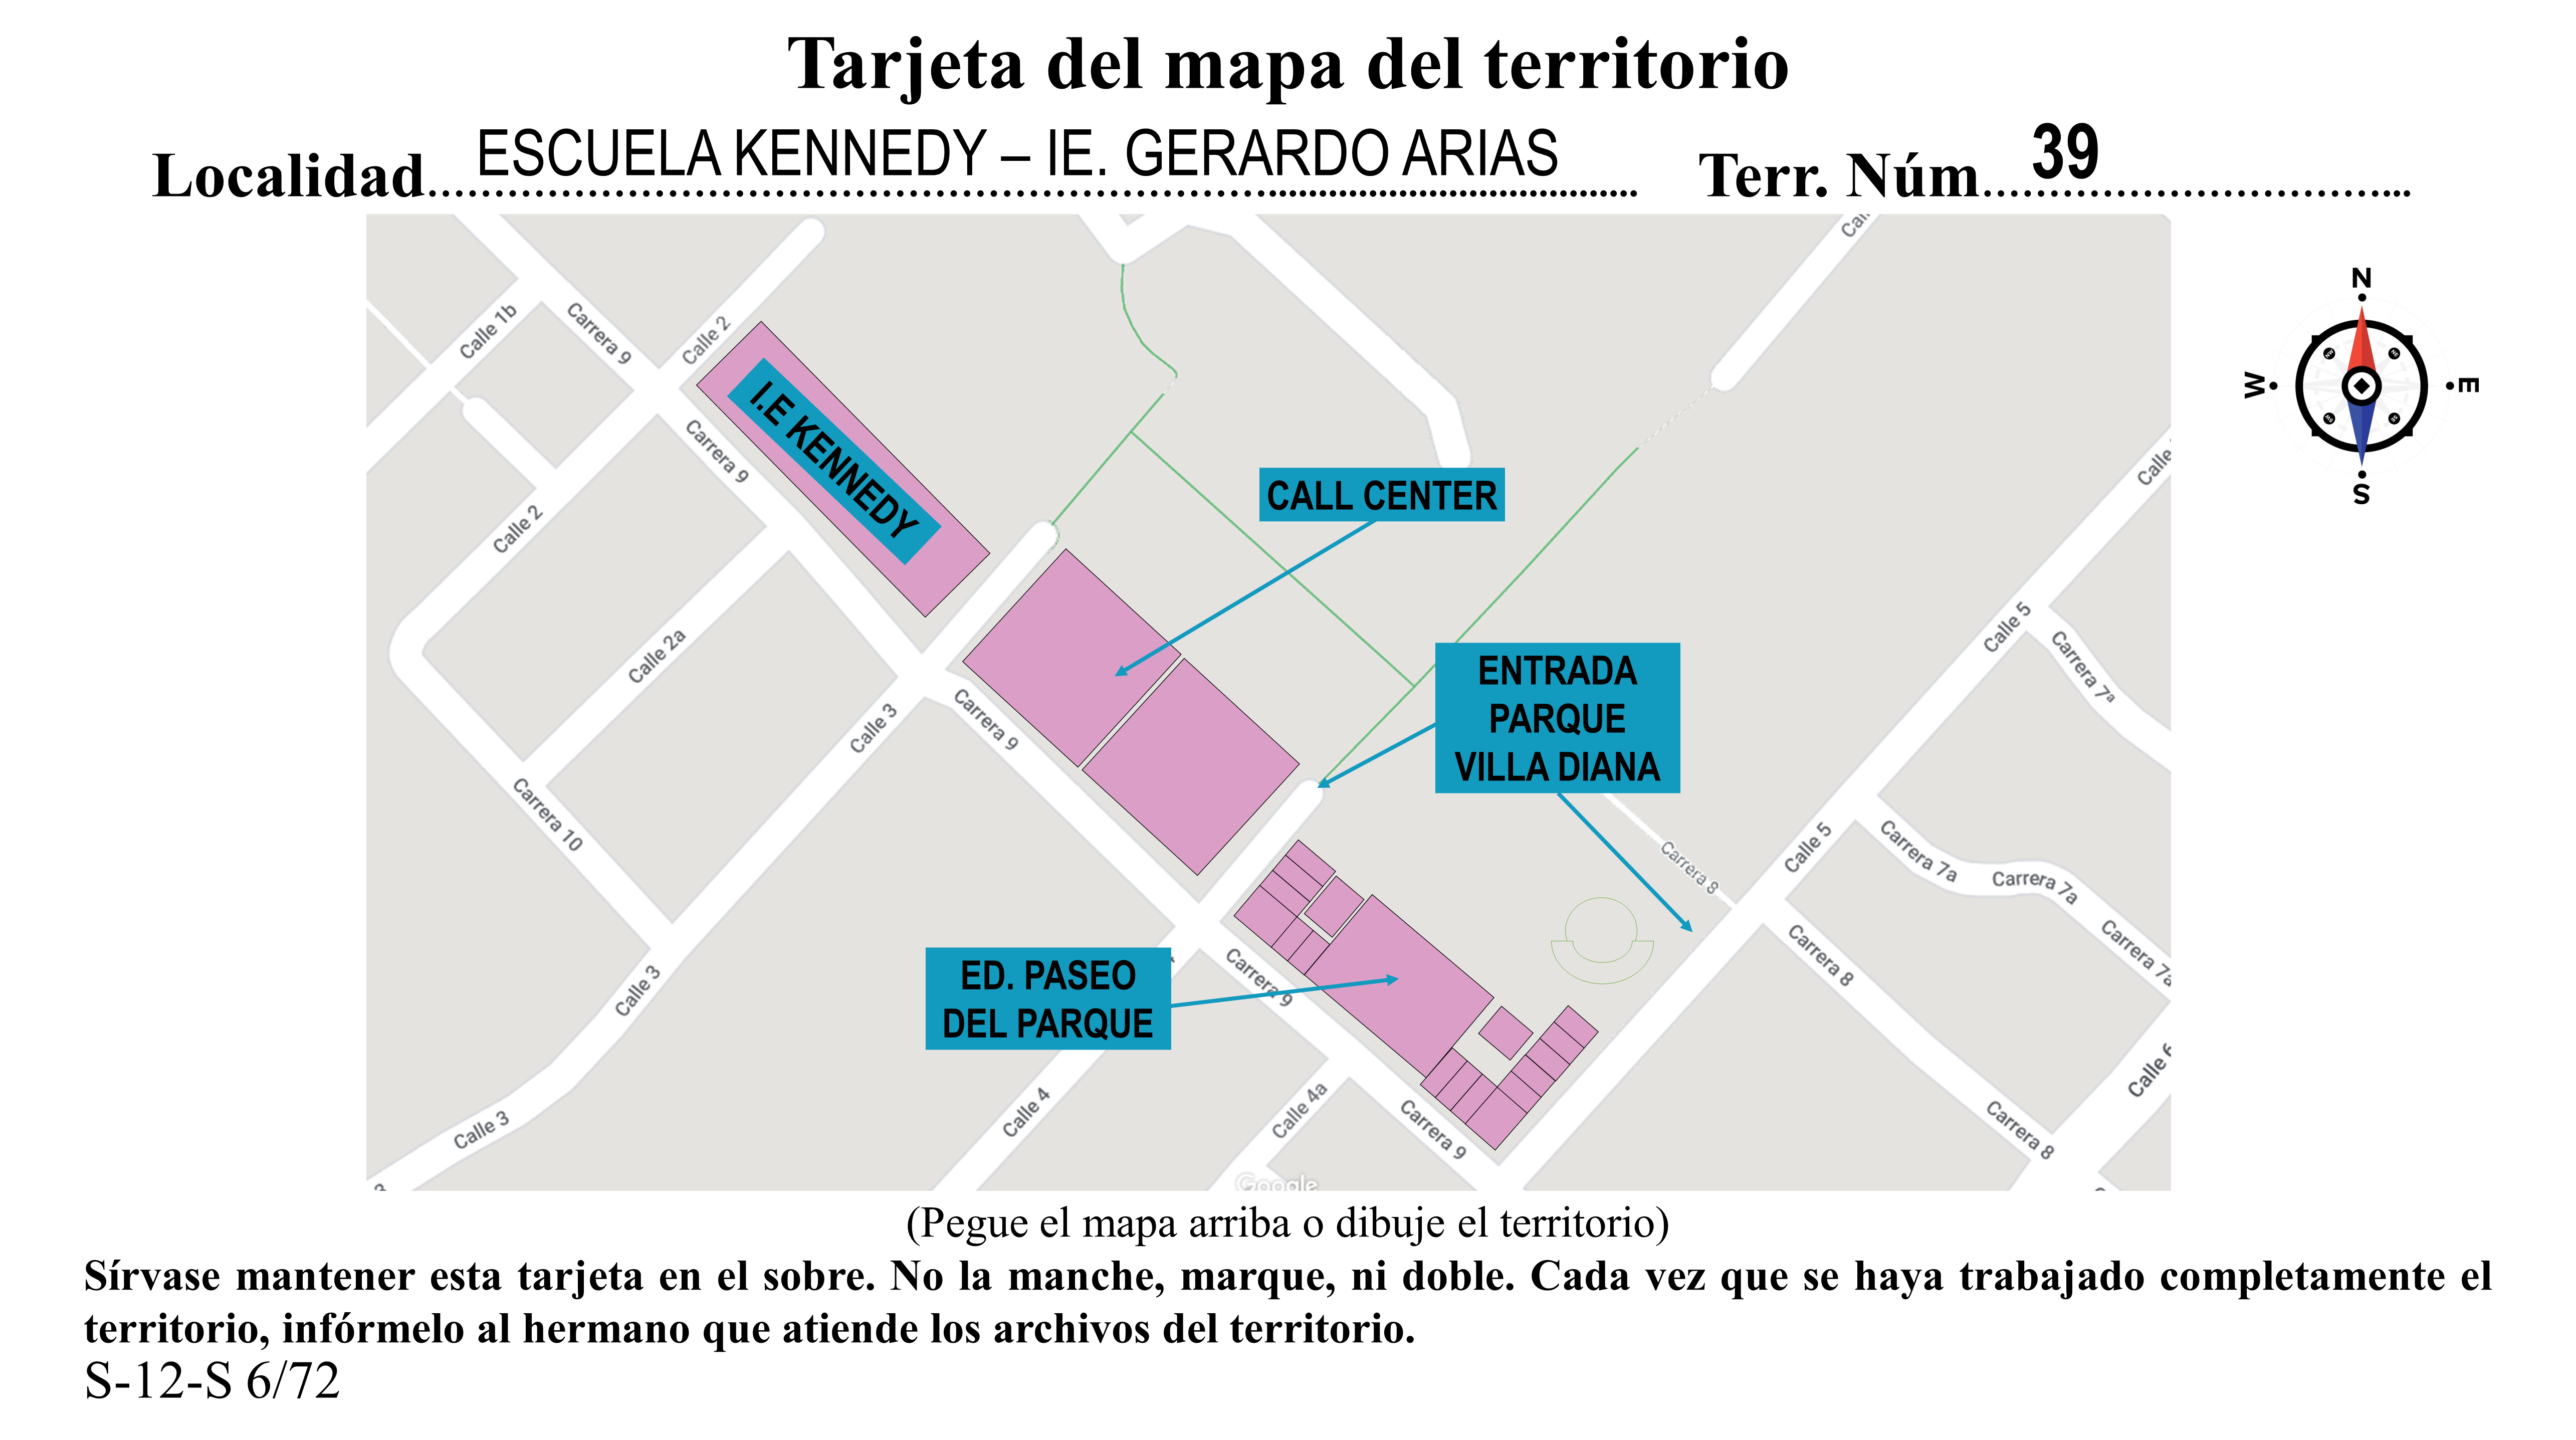 Tarjeta del mapa del territorio
ESCUELA KENNEDY – IE. GERARDO ARIAS
39
Localidad
Terr. Núm
Calle 1b
Carrera 9
Calle 2
I.E KENNEDY
Carrera 9
Calle 2
CALL CENTER
Calle
N
W
E
S
Calle 2a
Calle 3
Carrera 9
ENTRADA
PARQUE
VILLA DIANA
Calle 5
Carrera 7ª
Carrera 10
Carrera 8
Calle 5
Carrera 7a
Carrera 7a
Carrera 7a
Carrera 8
ED. PASEO
DEL PARQUE
Carrera 9
Calle 3
Calle 3
Calle 4
Calle 4a
Carrera 9
Carrera 8
Calle 6
Google
(Pegue el mapa arriba o dibuje el territorio)
Sírvase mantener esta tarjeta en el sobre. No la manche, marque, ni doble. Cada vez que se haya trabajado completamente el
territorio, infórmelo al hermano que atiende los archivos del territorio.
S-12-S 6/72